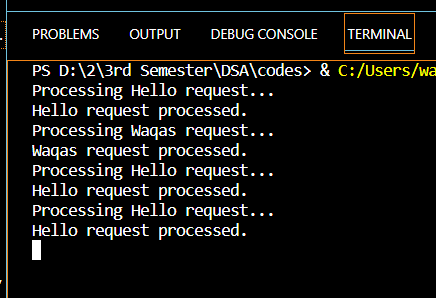 PROBLEMS OUTPUT DEBUG CONSOLE TERMINAL
PS D:\2\3rd Semester\DSA\codes> & C:/Users/wa
Processing Hello request...
Hello request processed.
Processing Waqas request...
Waqas request processed.
Processing Hello request...
Hello request processed.
Processing Hello request...
Hello request processed.